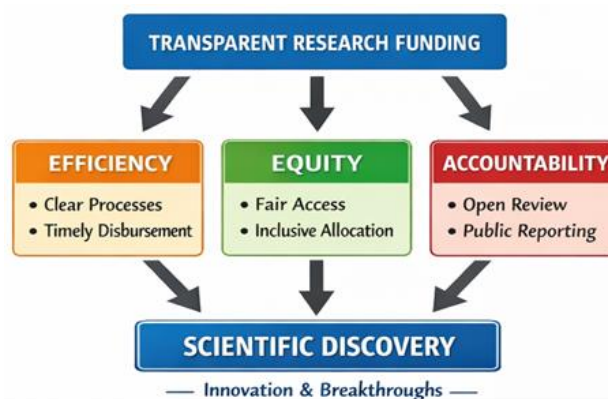 TRANSPARENT RESEARCH FUNDING
EFFICIENCY
• Clear Processes
• Timely Disbursement
EQUITY
• Fair Access
• Inclusive Allocation
ACCOUNTABILITY
• Open Review
• Public Reporting
SCIENTIFIC DISCOVERY
Innovation & Breakthroughs